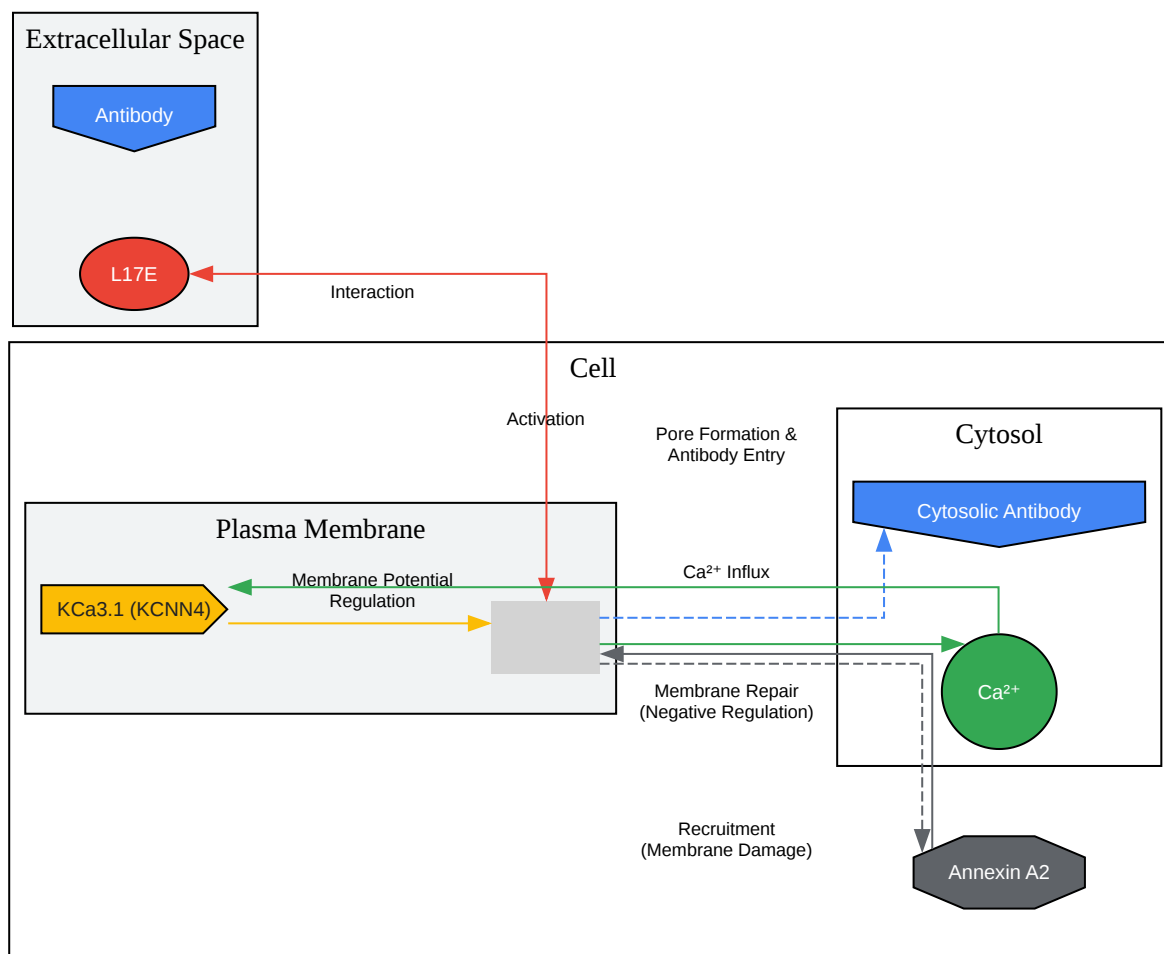 Extracellular Space
Antibody
L17E
Interaction
Cell
Activation
Pore Formation &
Antibody Entry
Cytosol
Cytosolic Antibody
Plasma Membrane
Membrane Potential
Regulation
Ca²⁺ Influx
KCa3.1 (KCNN4)
Membrane Repair
(Negative Regulation)
Ca²⁺
Recruitment
(Membrane Damage)
Annexin A2